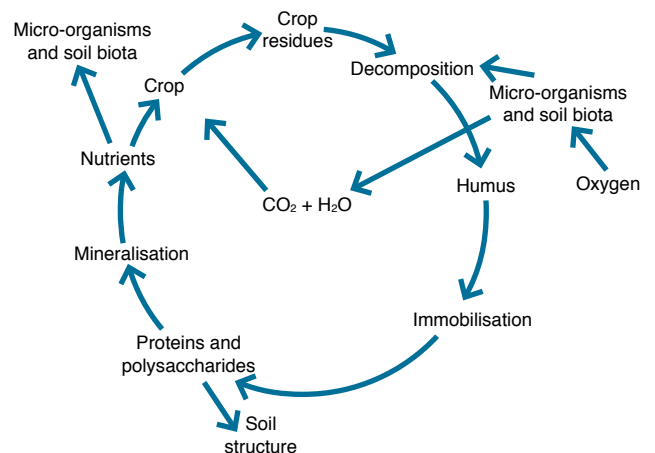 Micro-organisms
and soil biota
Crop
residues
Decomposition
Crop
Micro-organisms
and soil biota
Nutrients
Humus
Oxygen
CO₂ + H₂O
Mineralisation
Immobilisation
Proteins and
polysaccharides
Soil
structure